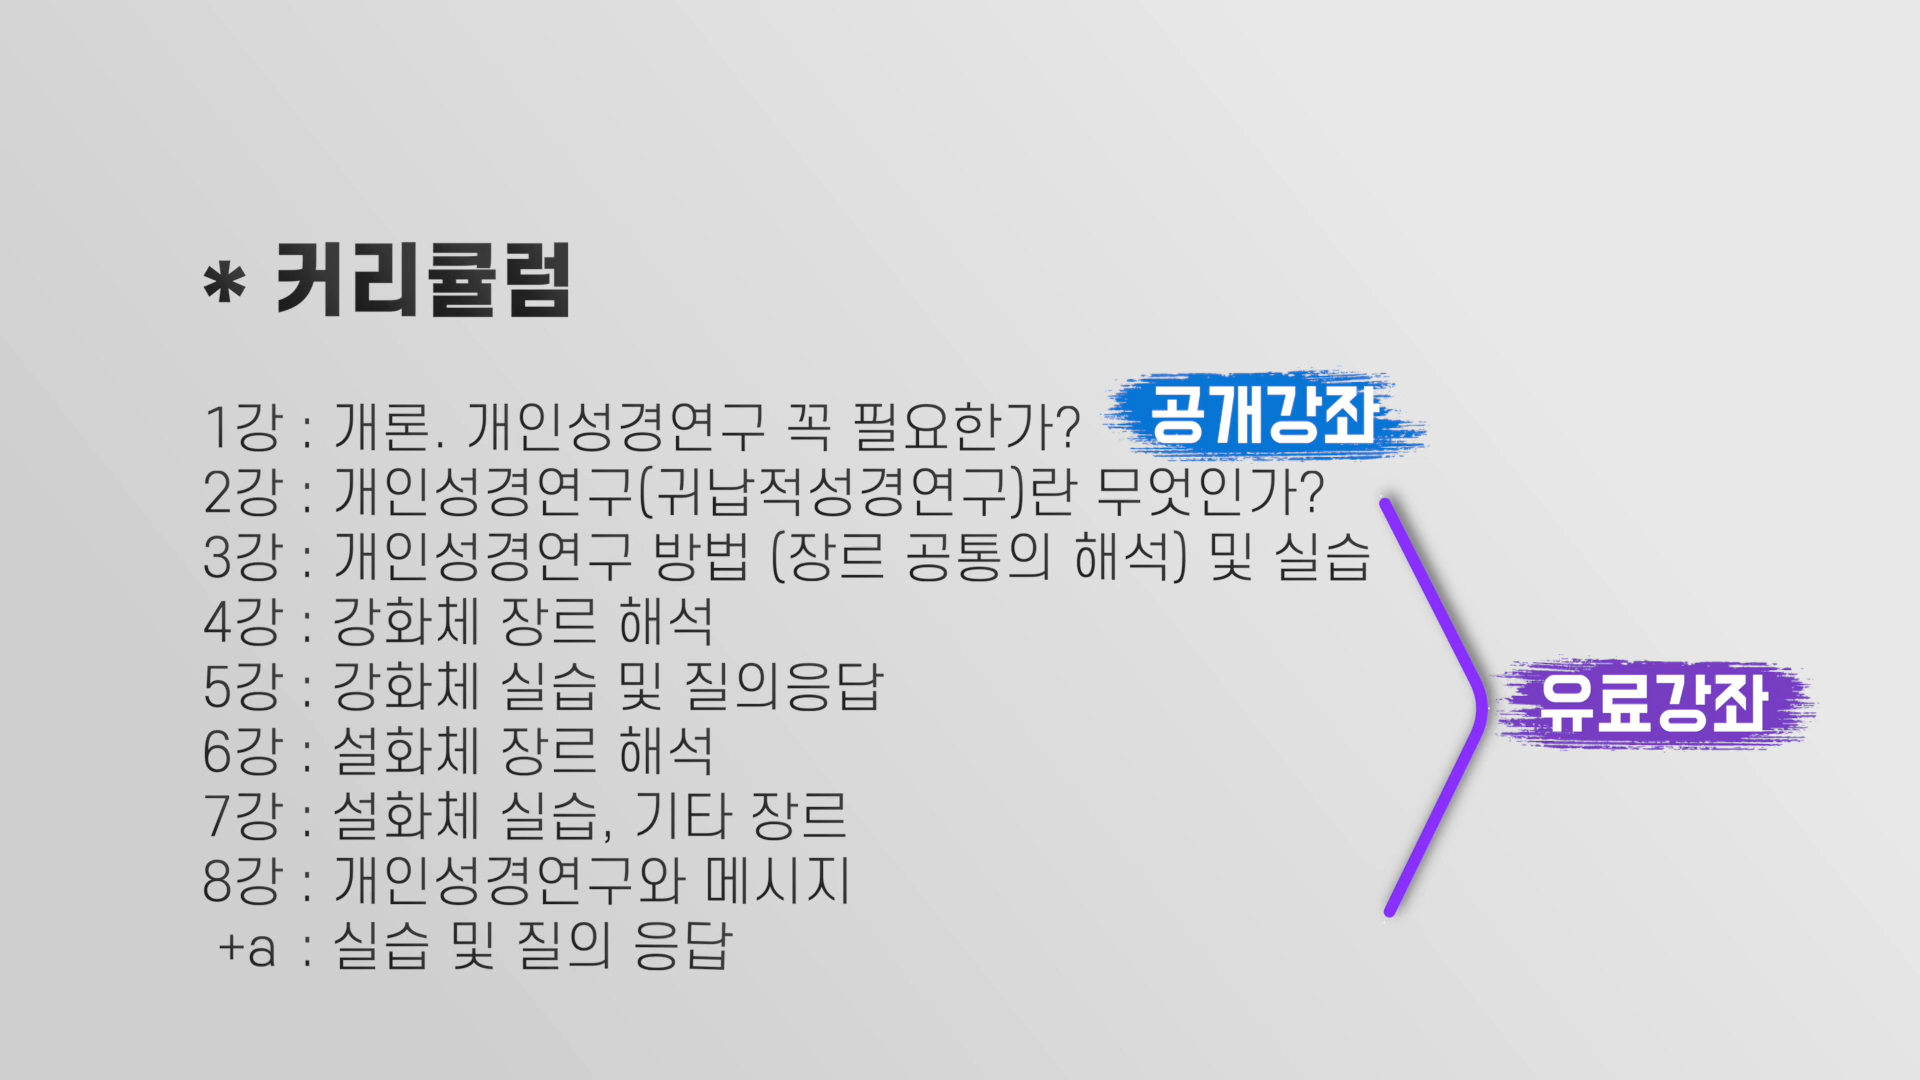 * 커리큘럼
1강 : 개론. 개인성경연구 꼭 필요한가? 공개강좌
2강 : 개인성경연구(귀납적성경연구)란 무엇인가?
3강 : 개인성경연구 방법 (장르 공통의 해석) 및 실습
4강 : 강화체 장르 해석
5강 : 강화체 실습 및 질의응답
유료강좌
6강 : 설화체 장르 해석
7강 : 설화체 실습, 기타 장르
8강 : 개인성경연구와 메시지
+a : 실습 및 질의 응답